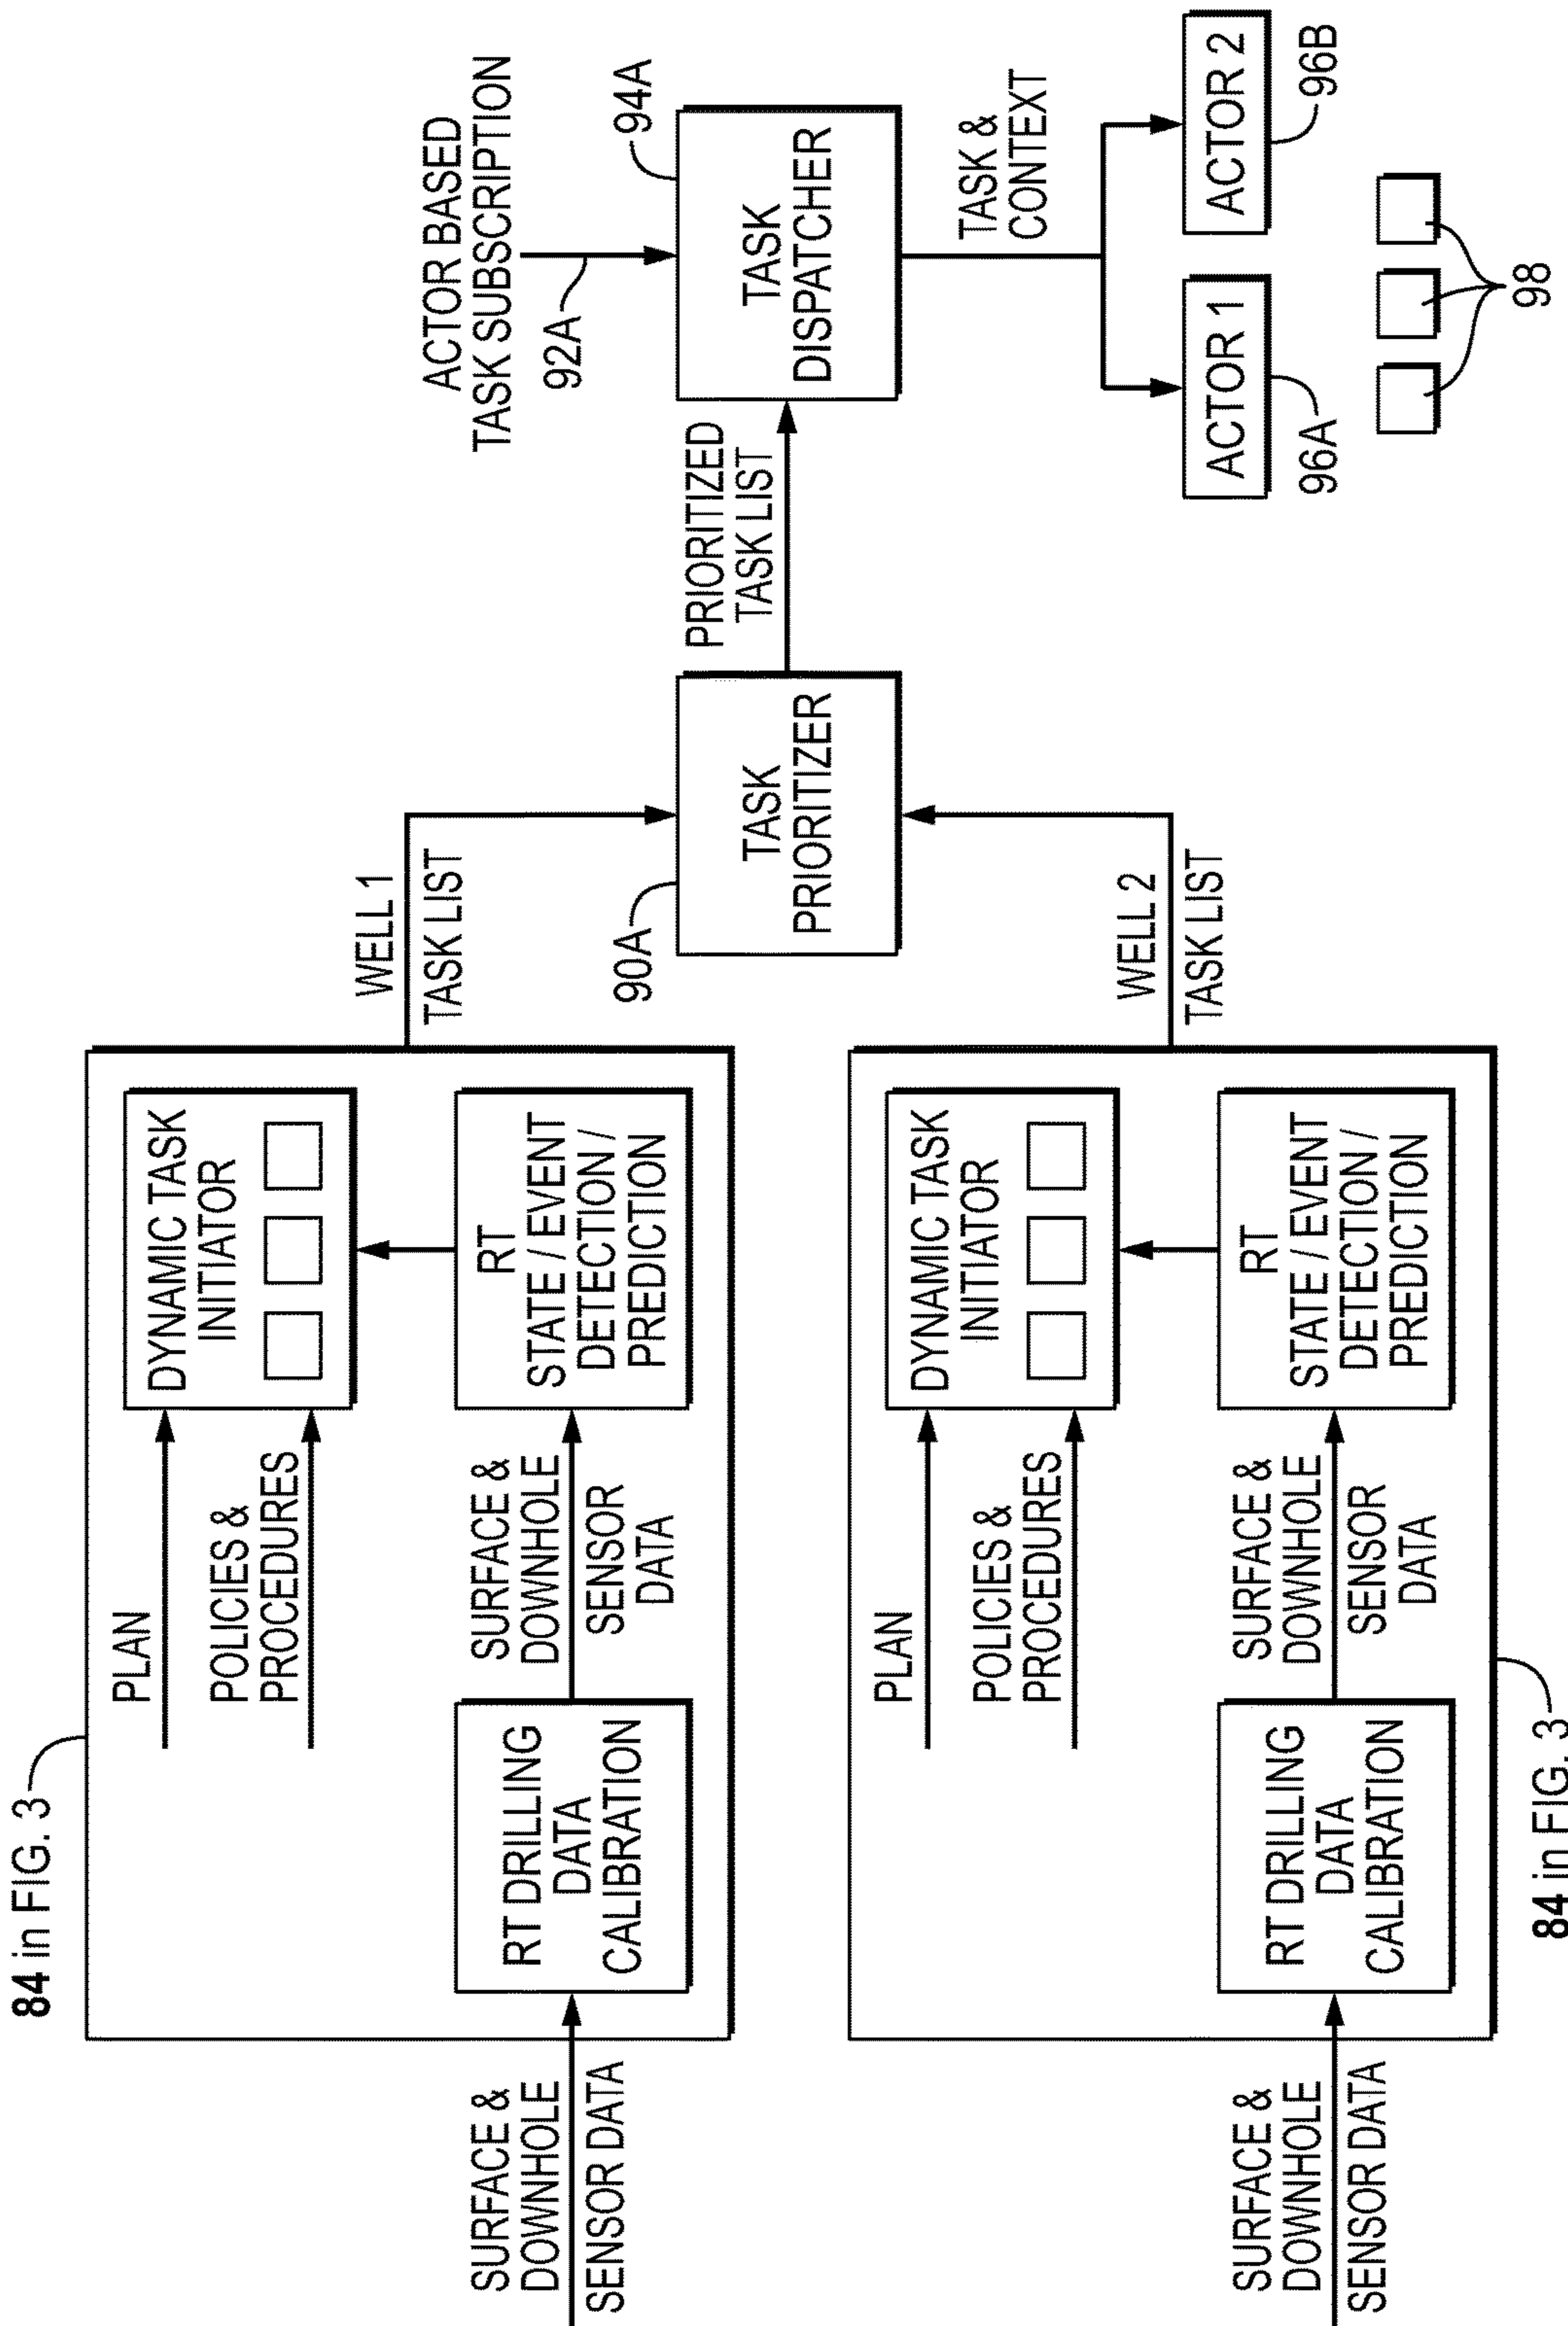 84 in FIG. 3
SURFACE &
DOWNHOLE
SENSOR DATA
RT DRILLING
DATA
CALIBRATION
PLAN
POLICIES &
PROCEDURES
SURFACE &
DOWNHOLE
SENSOR
DATA
DYNAMIC TASK
INITIATOR
RT
STATE / EVENT
DETECTION /
PREDICTION
WELL 1
TASK LIST
SURFACE &
DOWNHOLE
SENSOR DATA
RT DRILLING
DATA
CALIBRATION
PLAN
POLICIES &
PROCEDURES
SURFACE &
DOWNHOLE
SENSOR
DATA
DYNAMIC TASK
INITIATOR
RT
STATE / EVENT
DETECTION /
PREDICTION
84 in FIG. 3
WELL 2
TASK LIST
90A
TASK
PRIORITIZER
PRIORITIZED
TASK LIST
ACTOR BASED
TASK SUBSCRIPTION
92A
94A
TASK
DISPATCHER
TASK &
CONTEXT
ACTOR 1
96A
ACTOR 2
96B
98